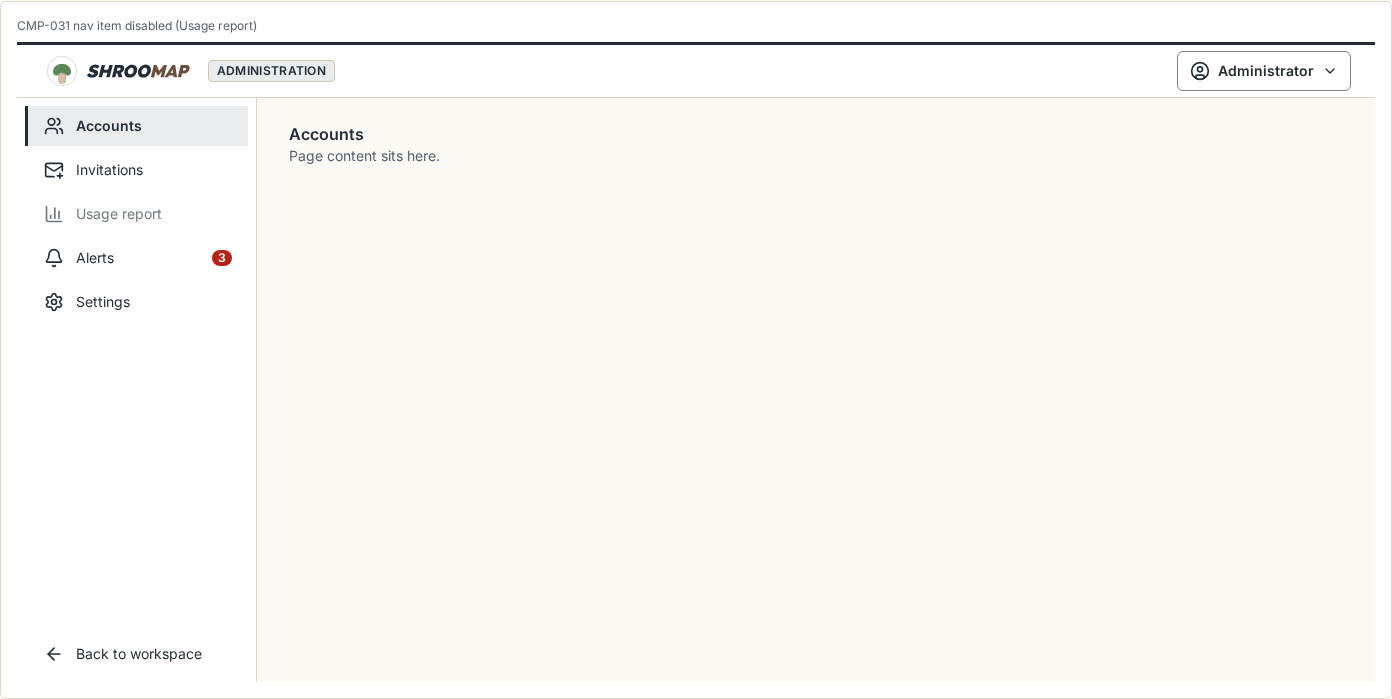 CMP-031 nav item disabled (Usage report)
SHROOMAP
ADMINISTRATION
Administrator
Accounts
Invitations
Usage report
Alerts
3
Settings
Back to workspace
Accounts
Page content sits here.